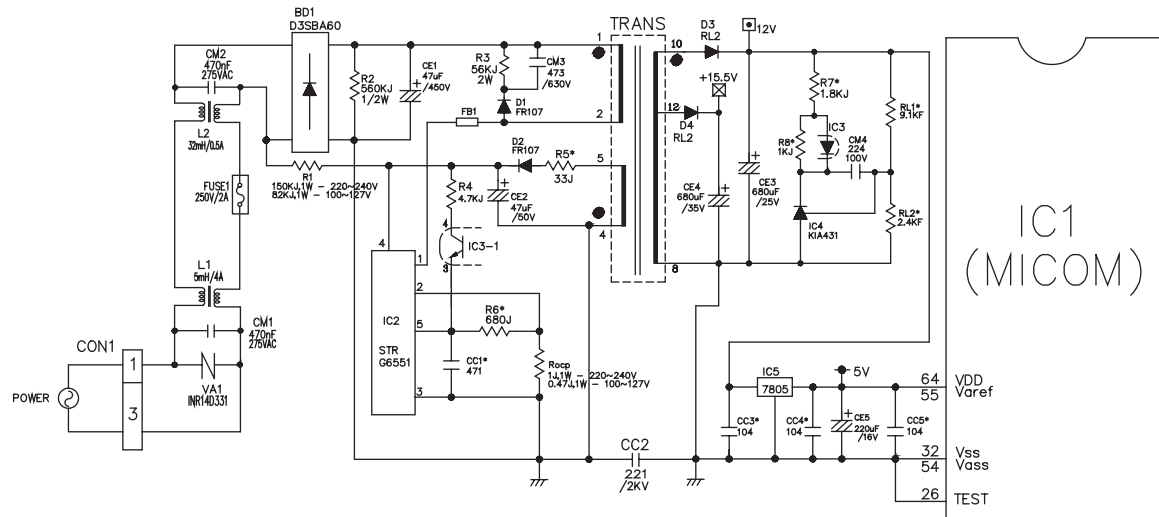 BD1
D3SBA60
CM2
470nF
275VAC
L2
32mH/0.5A
FUSE1
250V/2A
L1
5mH/4A
CM1
470nF
275VAC
VA1
INR14D331
CON1
1
3
POWER
R2
560KJ
1/2W
CE1
47uF
/450V
R3
56KJ
2W
CM3
473
/630V
D1
FR107
FB1
D2
FR107
R5*
33J
R1
150KJ,1W - 220~240V
82KJ,1W - 100~127V
R4
4.7KJ
CE2
47uF
/50V
4
3
IC3-1
4
1
2
5
3
IC2
STR
G6551
R6*
680J
CC1*
471
Rocp
1J,1W - 220~240V
0.47J,1W - 100~127V
TRANS
1
2
5
4
10
12
8
D3
RL2
12V
+15.5V
D4
RL2
CE4
680uF
/35V
CE3
680uF
/25V
R7*
1.8KJ
R8*
1KJ
IC3
CM4
224
100V
IC4
KIA431
RL1*
9.1KF
RL2*
2.4KF
CC2
221
/2KV
IC5
7805
5V
CC3*
104
CC4*
104
CE5
220uF
/16V
CC5*
104
IC1
(MICOM)
64 VDD
55 Varef
32 Vss
54 Vass
26 TEST